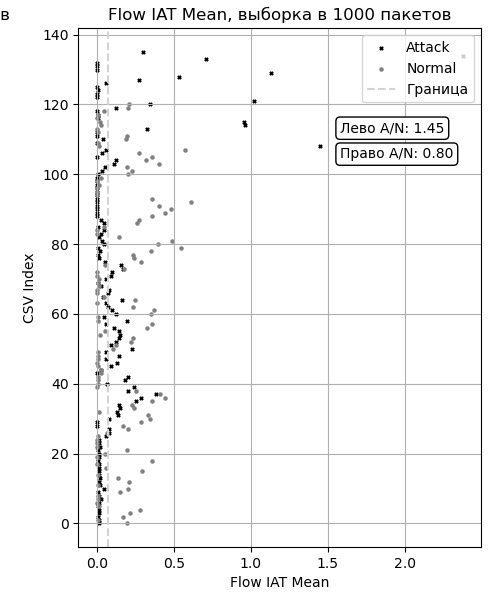 в
Flow IAT Mean, выборка в 1000 пакетов
Attack
Normal
Граница
Лево A/N: 1.45
Право A/N: 0.80
CSV Index
140
120
100
80
60
40
20
0
0.0 0.5 1.0 1.5 2.0
Flow IAT Mean